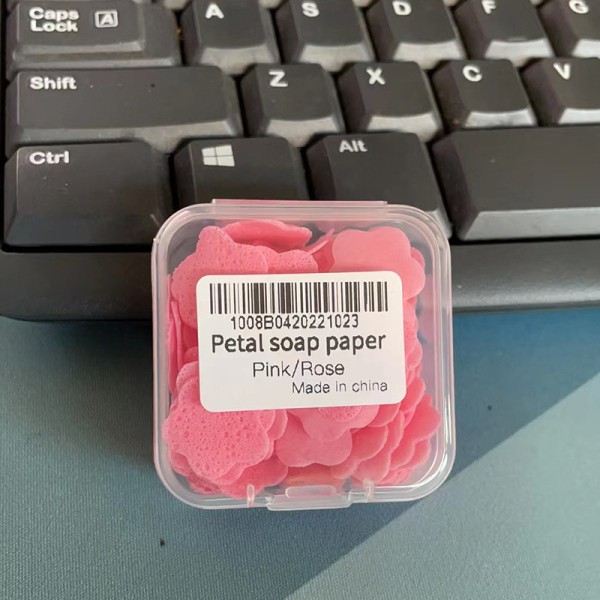 Caps Lock A
A
S
D
F
G
Shift
Z
X
C
V
Ctrl
Alt
1008B0420221023
Petal soap paper
Pink/Rose
Made in china